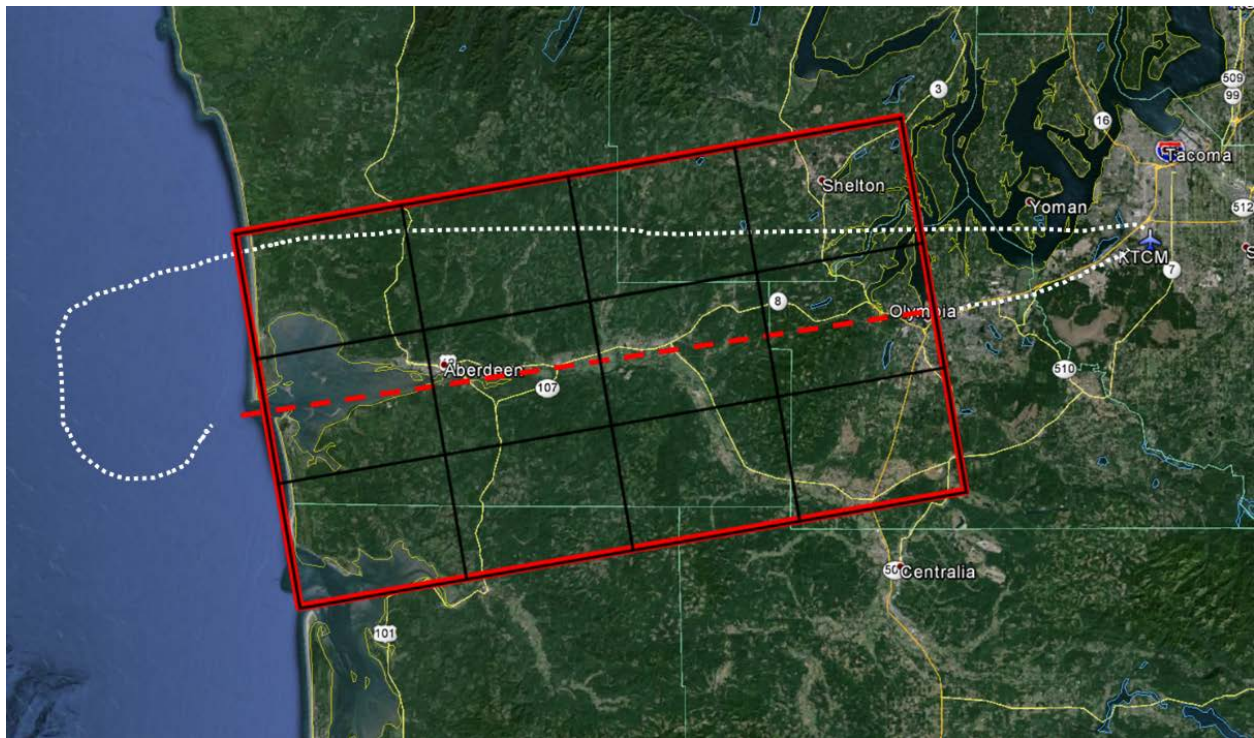 509
99
3
16
Tacoma
Shelton
Yoman
512
KTCM
7
8
Olympia
Aberdeen
107
510
Centralia
101